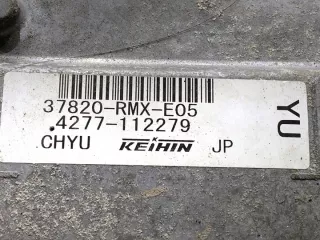 37820-RMX-E05
4277-112279
CHYU KEIHIN JP
YU